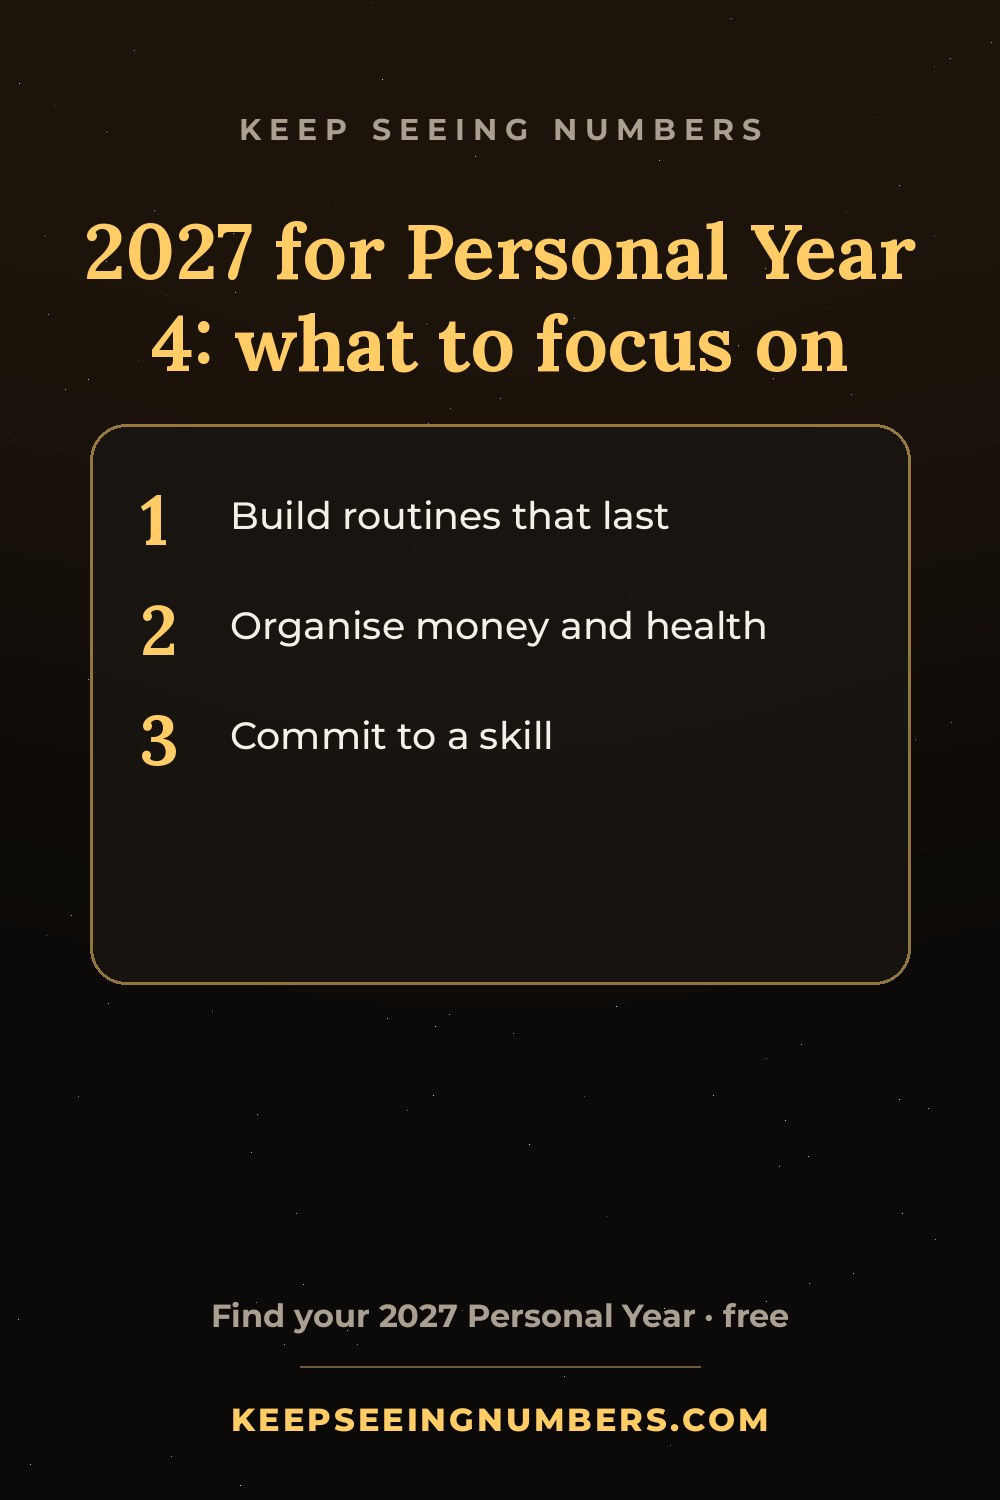 KEEP SEEING NUMBERS
2027 for Personal Year
4: what to focus on
1 Build routines that last
2 Organise money and health
3 Commit to a skill
Find your 2027 Personal Year · free
KEEPSEEINGNUMBERS.COM